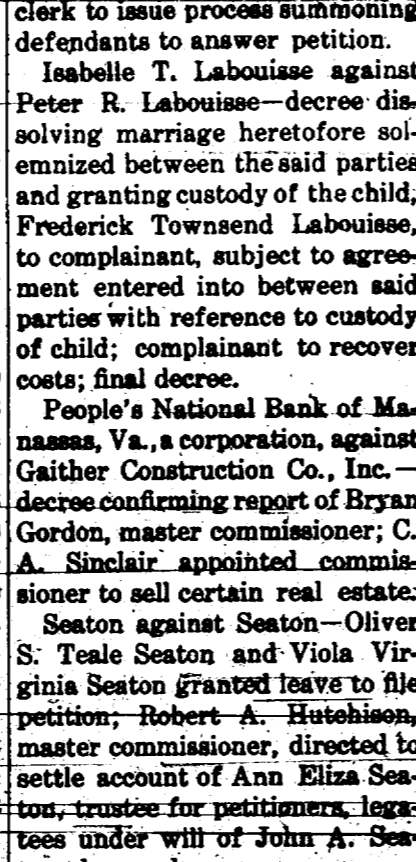 clerk to issue process summoning
defendants to answer petition.
Isabelle T. Labouisse against
Peter R. Labouisse—decree dis-
solving marriage heretofore sol-
emnized between the said parties
and granting custody of the child,
Frederick Townsend Labouisse,
to complainant, subject to agree-
ment entered into between said
parties with reference to custody
of child; complainant to recover
costs; final decree.
People's National Bank of Ma-
nassas, Va., a corporation, against
Gaither Construction Co., Inc.—
decree confirming report of Bryan
Gordon, master commissioner; C.
A. Sinclair appointed commis-
sioner to sell certain real estate.
Seaton against Seaton—Oliver
S. Teale Seaton and Viola Vir-
ginia Seaton granted leave to file
petition; Robert A. Hutchison,
master commissioner, directed to
settle account of Ann Eliza Sea-
ton, trustee for petitioners, lega-
tees under will of John A. Sea-